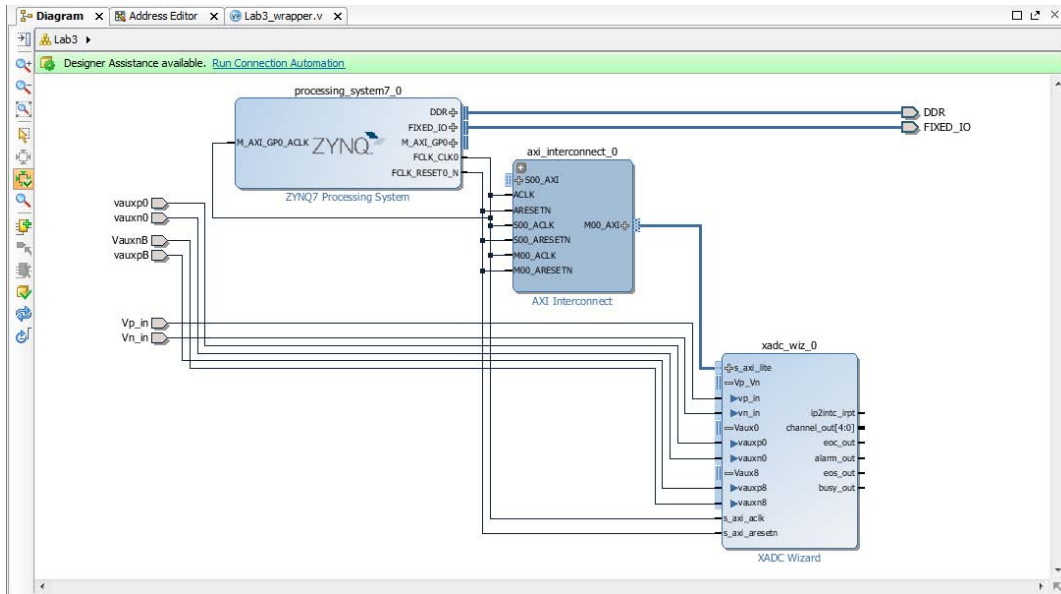 Diagram
Address Editor
Lab3_wrapper.v
Lab3
Designer Assistance available. Run Connection Automation
processing_system7_0
M_AXI_GP0_ACLK
ZYNQ
DDR
FIXED_IO
M_AXI_GP0
FCLK_CLK0
FCLK_RESET0_N
ZYNQ7 Processing System
DDR
FIXED_IO
axi_interconnect_0
S00_AXI
ACLK
ARESETN
S00_ACLK
S00_ARESETN
M00_ACLK
M00_ARESETN
M00_AXI
AXI Interconnect
vauxp0
vauxn0
VauxnB
vauxpB
Vp_in
Vn_in
xadc_wiz_0
s_axi_lite
Vp_Vn
vp_in
vn_in
Vaux0
vauxp0
vauxn0
Vaux8
vauxp8
vauxn8
s_axi_aclk
s_axi_aresetn
ip2intc_irpt
channel_out[4:0]
eoc_out
alarm_out
eos_out
busy_out
XADC Wizard